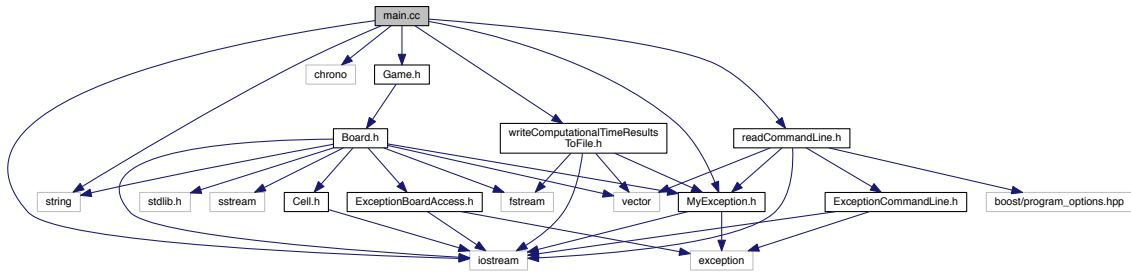 main.cc
chrono
Game.h
Board.h
writeComputationalTimeResults
ToFile.h
readCommandLine.h
string
stdlib.h
sstream
Cell.h
ExceptionBoardAccess.h
fstream
vector
MyException.h
ExceptionCommandLine.h
boost/program_options.hpp
iostream
exception